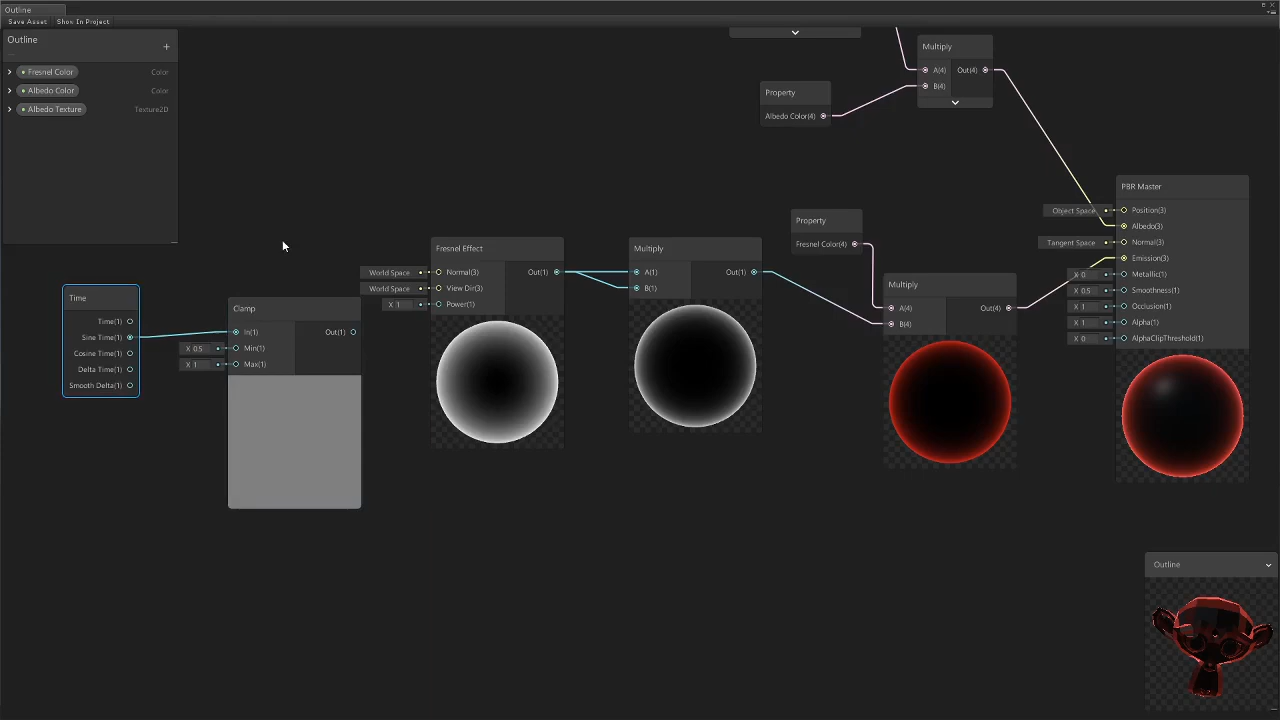 Outline
Save Asset Show In Project
Outline +
Fresnel Color Color
Albedo Color Color
Albedo Texture Texture2D
Multiply
A(4) Out(4)
B(4)
Property
Albedo Color(4)
PBR Master
Object Space Position(3)
Albedo(3)
Tangent Space Normal(3)
Emission(3)
X 0 Metallic(1)
X 0.5 Smoothness(1)
X 1 Occlusion(1)
X 1 Alpha(1)
X 0 AlphaClipThreshold(1)
Property
Fresnel Color(4)
Multiply
A(4) Out(4)
B(4)
Fresnel Effect
World Space Normal(3) Out(1)
World Space View Dir(3)
X 1 Power(1)
Multiply
A(1) Out(1)
B(1)
Time
Time(1)
Sine Time(1)
Cosine Time(1)
Delta Time(1)
Smooth Delta(1)
Clamp
In(1) Out(1)
X 0.5 Min(1)
X 1 Max(1)
Outline